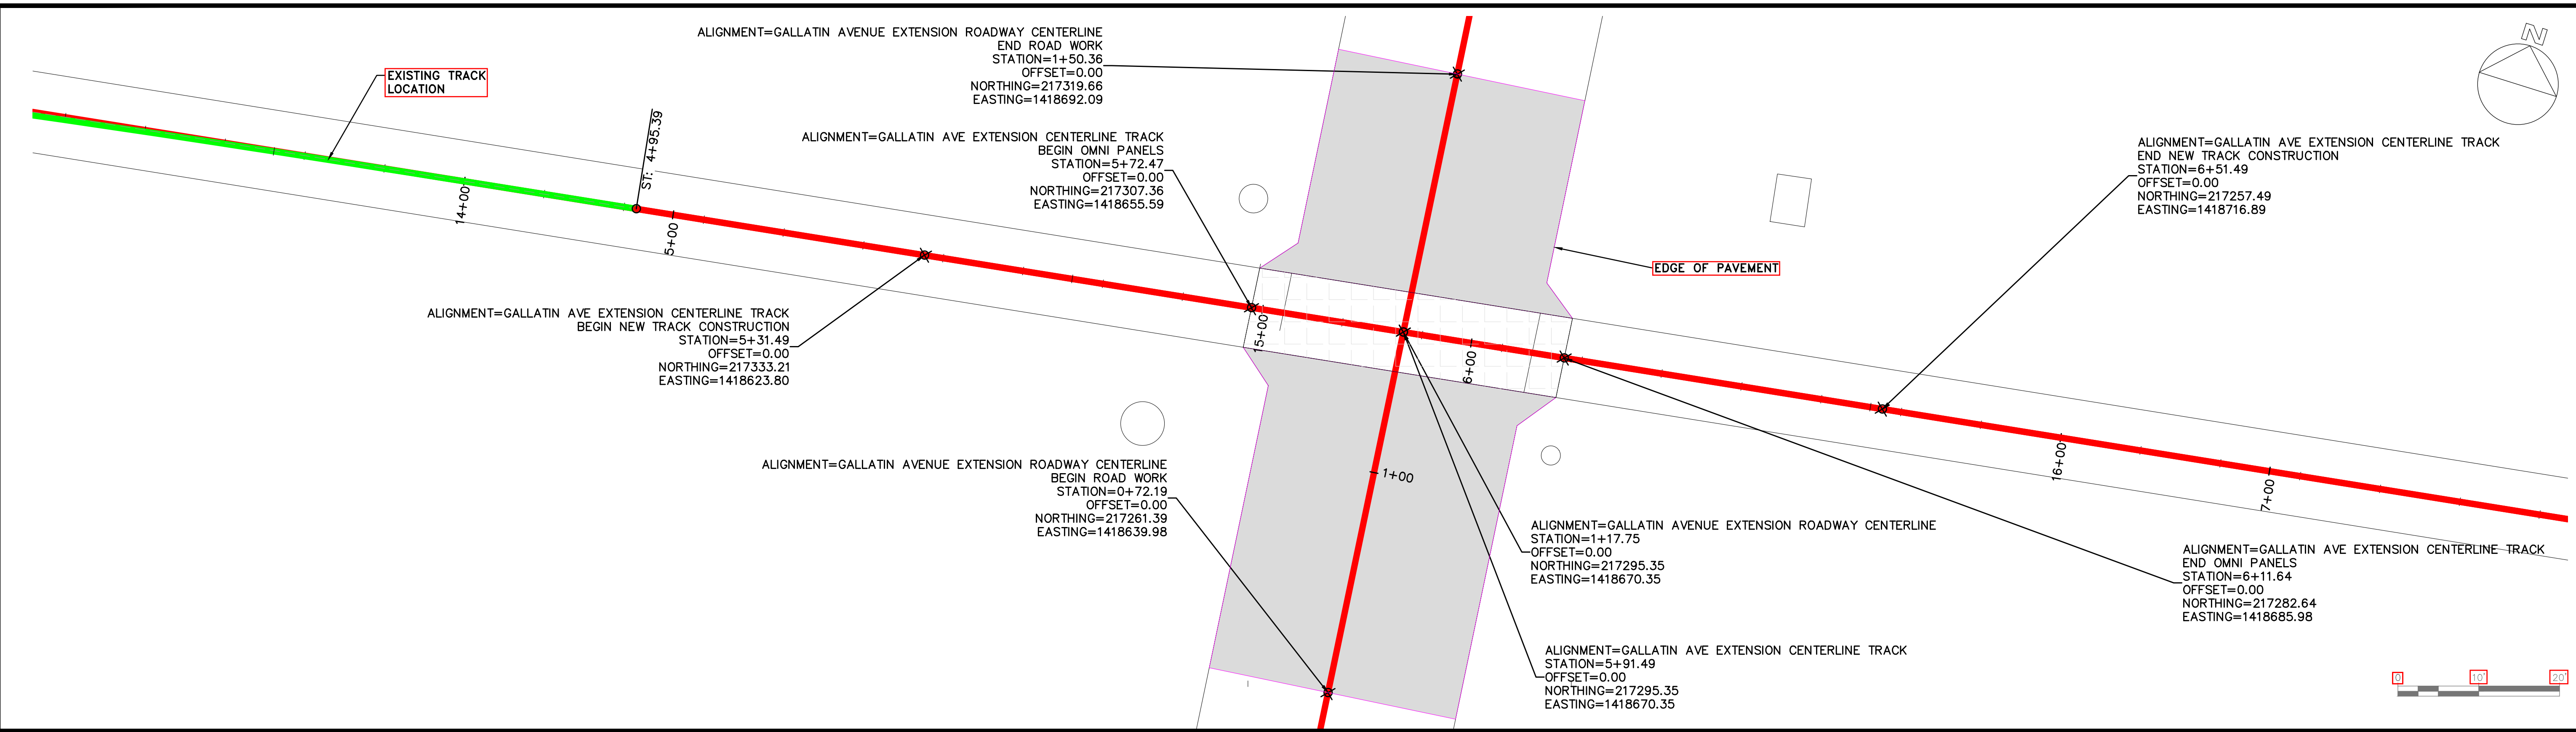 ALIGNMENT=GALLATIN AVENUE EXTENSION ROADWAY CENTERLINE
END ROAD WORK
STATION=1+50.36
OFFSET=0.00
NORTHING=217319.66
EASTING=1418692.09
N
EXISTING TRACK
LOCATION
ST: 4+95.39
ALIGNMENT=GALLATIN AVE EXTENSION CENTERLINE TRACK
BEGIN OMNI PANELS
STATION=5+72.47
OFFSET=0.00
NORTHING=217307.36
EASTING=1418655.59
ALIGNMENT=GALLATIN AVE EXTENSION CENTERLINE TRACK
END NEW TRACK CONSTRUCTION
STATION=6+51.49
OFFSET=0.00
NORTHING=217257.49
EASTING=1418716.89
14+00
5+00
EDGE OF PAVEMENT
ALIGNMENT=GALLATIN AVE EXTENSION CENTERLINE TRACK
BEGIN NEW TRACK CONSTRUCTION
STATION=5+31.49
OFFSET=0.00
NORTHING=217333.21
EASTING=1418623.80
15+00
6+00
16+00
7+00
1+00
ALIGNMENT=GALLATIN AVENUE EXTENSION ROADWAY CENTERLINE
BEGIN ROAD WORK
STATION=0+72.19
OFFSET=0.00
NORTHING=217261.39
EASTING=1418639.98
ALIGNMENT=GALLATIN AVENUE EXTENSION ROADWAY CENTERLINE
STATION=1+17.75
OFFSET=0.00
NORTHING=217295.35
EASTING=1418670.35
ALIGNMENT=GALLATIN AVE EXTENSION CENTERLINE TRACK
END OMNI PANELS
STATION=6+11.64
OFFSET=0.00
NORTHING=217282.64
EASTING=1418685.98
ALIGNMENT=GALLATIN AVE EXTENSION CENTERLINE TRACK
STATION=5+91.49
OFFSET=0.00
NORTHING=217295.35
EASTING=1418670.35
0 10' 20'